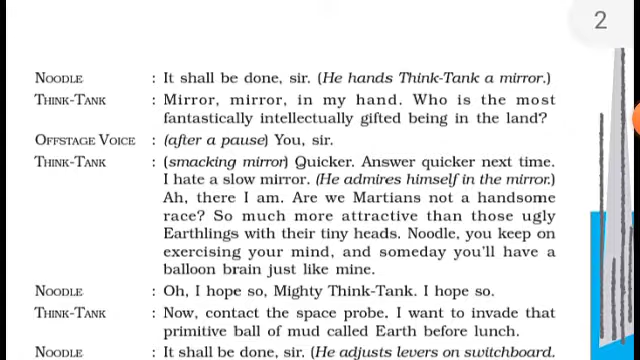 2
NOODLE : It shall be done, sir. (He hands Think-Tank a mirror.)
THINK-TANK : Mirror, mirror, in my hand. Who is the most
fantastically intellectually gifted being in the land?
OFFSTAGE VOICE : (after a pause) You, sir.
THINK-TANK : (smacking mirror) Quicker. Answer quicker next time.
I hate a slow mirror. (He admires himself in the mirror.)
Ah, there I am. Are we Martians not a handsome
race? So much more attractive than those ugly
Earthlings with their tiny heads. Noodle, you keep on
exercising your mind, and someday you'll have a
balloon brain just like mine.
NOODLE : Oh, I hope so, Mighty Think-Tank. I hope so.
THINK-TANK : Now, contact the space probe. I want to invade that
primitive ball of mud called Earth before lunch.
NOODLE : It shall be done, sir. (He adjusts levers on switchboard.